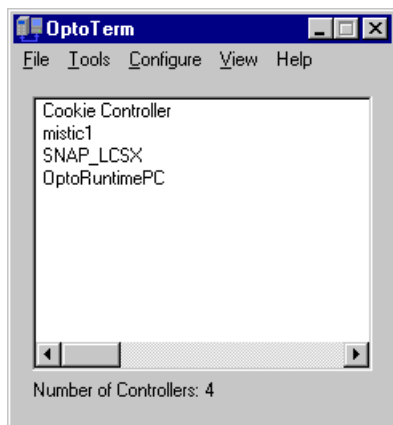 OptoTerm
File Tools Configure View Help
Cookie Controller
mistic1
SNAP_LCSX
OptoRuntimePC
Number of Controllers: 4